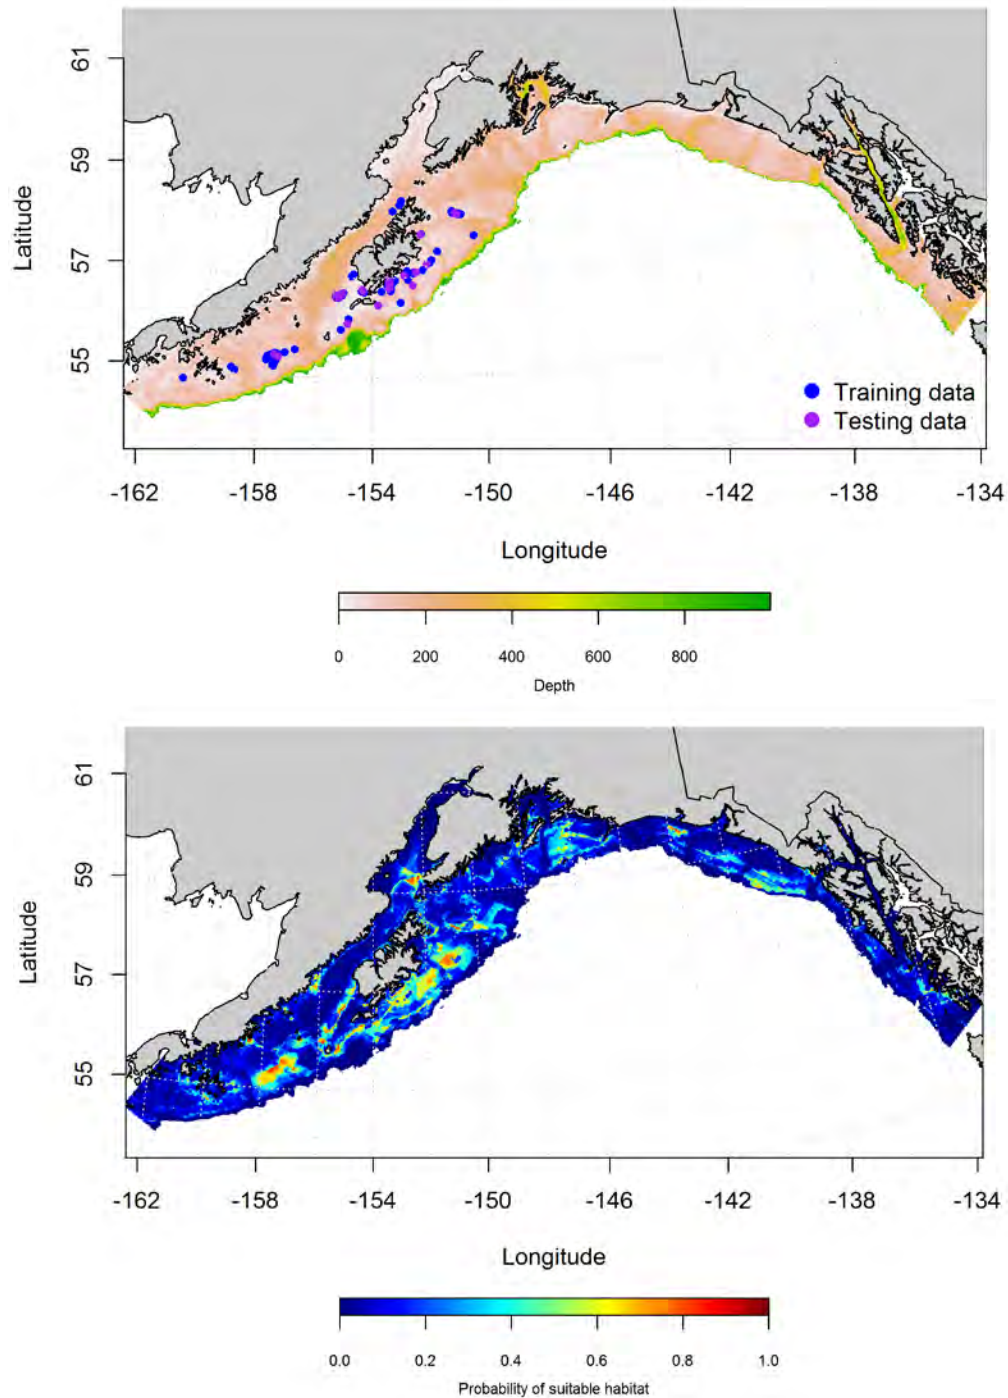 61
59
57
55
Latitude
Training data
Testing data
-162 -158 -154 -150 -146 -142 -138 -134
Longitude
0 200 400 600 800
Depth
61
59
57
55
Latitude
-162 -158 -154 -150 -146 -142 -138 -134
Longitude
0.0 0.2 0.4 0.6 0.8 1.0
Probability of suitable habitat